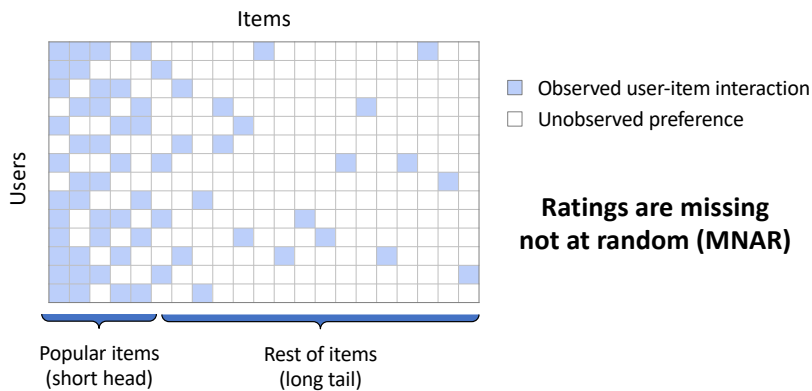 Items
Users
Observed user-item interaction
Unobserved preference
Ratings are missing
not at random (MNAR)
Popular items
(short head)
Rest of items
(long tail)